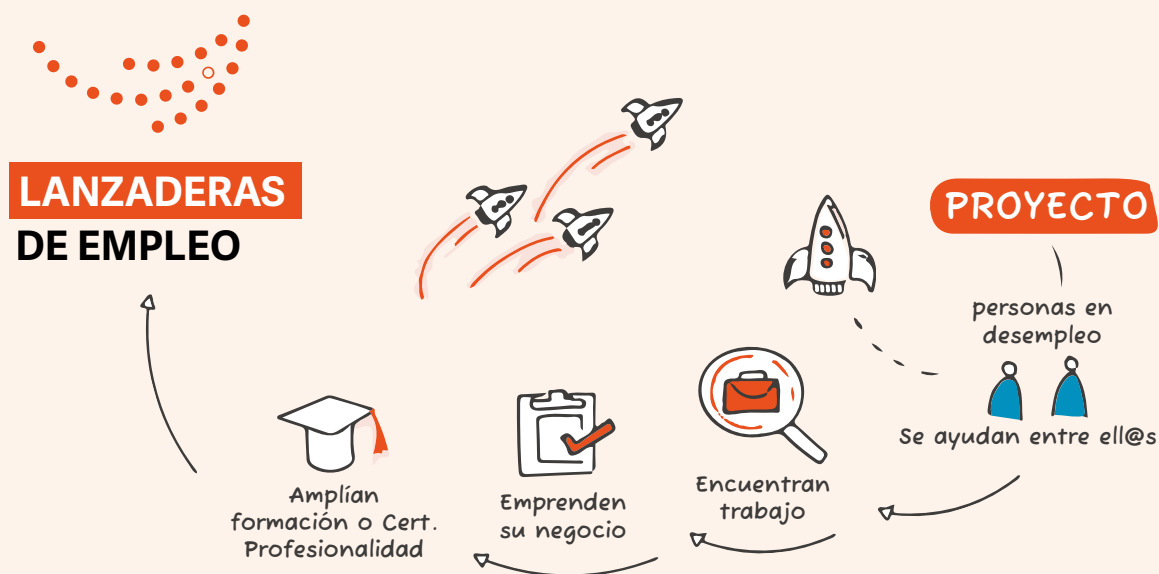 LANZADERAS
DE EMPLEO
PROYECTO
personas en
desempleo
Se ayudan entre ell@s
Encuentran
trabajo
Emprenden
su negocio
Amplían
formación o Cert.
Profesionalidad